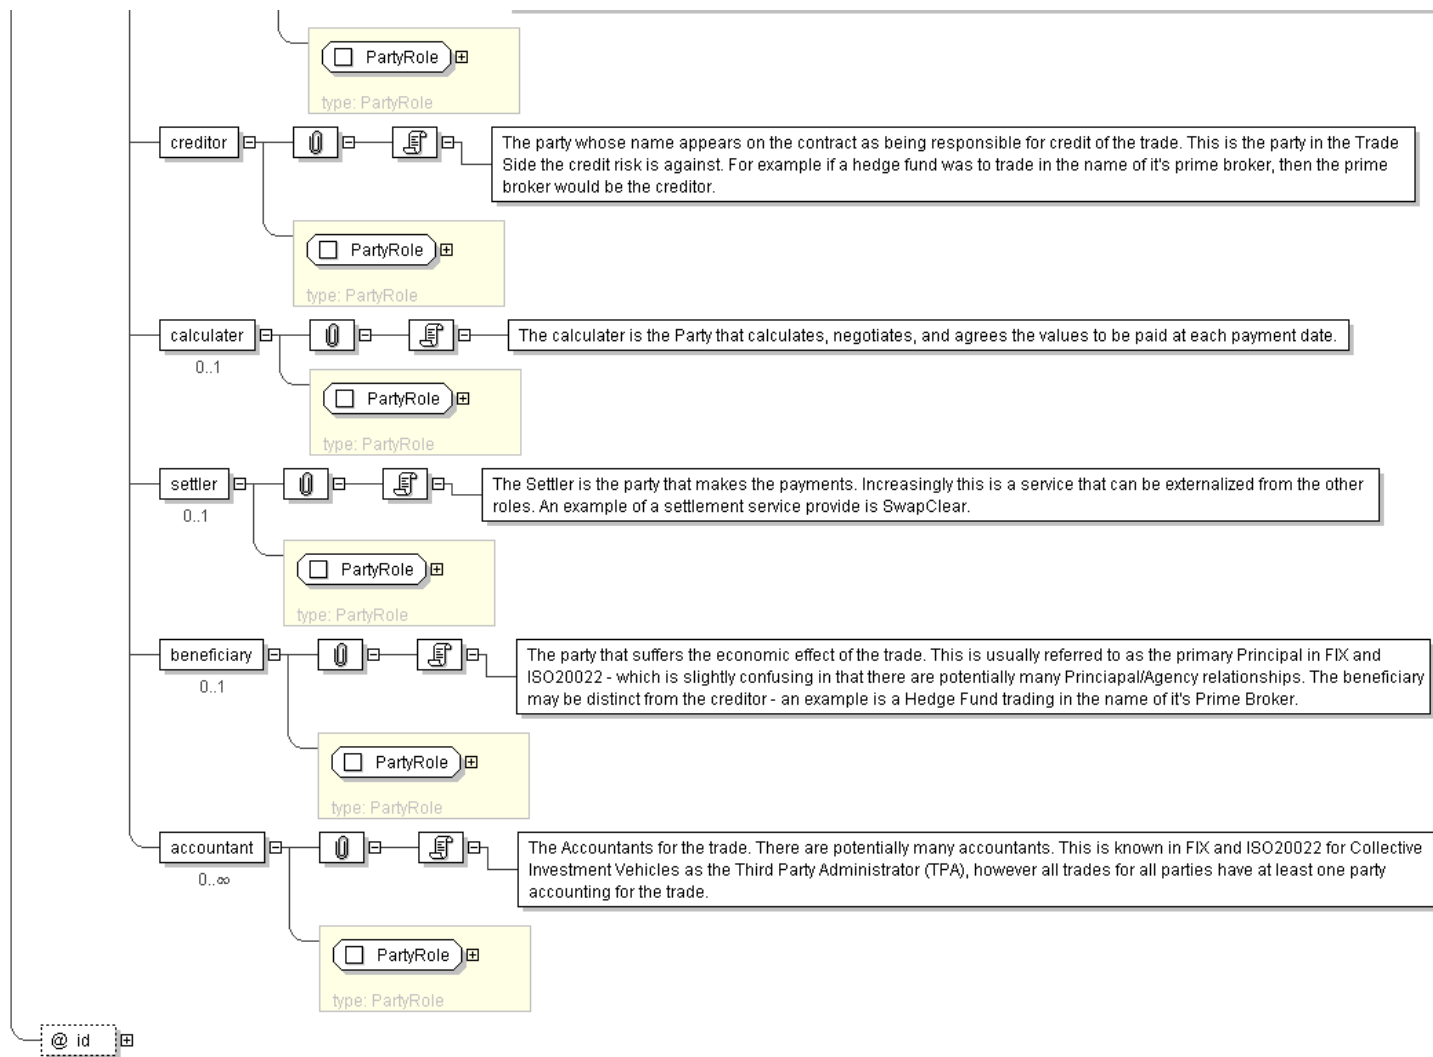 PartyRole
type: PartyRole
creditor
The party whose name appears on the contract as being responsible for credit of the trade. This is the party in the Trade
Side the credit risk is against. For example if a hedge fund was to trade in the name of it's prime broker, then the prime
broker would be the creditor.
PartyRole
type: PartyRole
calculater
0..1
The calculater is the Party that calculates, negotiates, and agrees the values to be paid at each payment date.
PartyRole
type: PartyRole
settler
0..1
The Settler is the party that makes the payments. Increasingly this is a service that can be externalized from the other
roles. An example of a settlement service provide is SwapClear.
PartyRole
type: PartyRole
beneficiary
0..1
The party that suffers the economic effect of the trade. This is usually referred to as the primary Principal in FIX and
ISO20022 - which is slightly confusing in that there are potentially many Princiapal/Agency relationships. The beneficiary
may be distinct from the creditor - an example is a Hedge Fund trading in the name of it's Prime Broker.
PartyRole
type: PartyRole
accountant
0..∞
The Accountants for the trade. There are potentially many accountants. This is known in FIX and ISO20022 for Collective
Investment Vehicles as the Third Party Administrator (TPA), however all trades for all parties have at least one party
accounting for the trade.
PartyRole
type: PartyRole
@ id